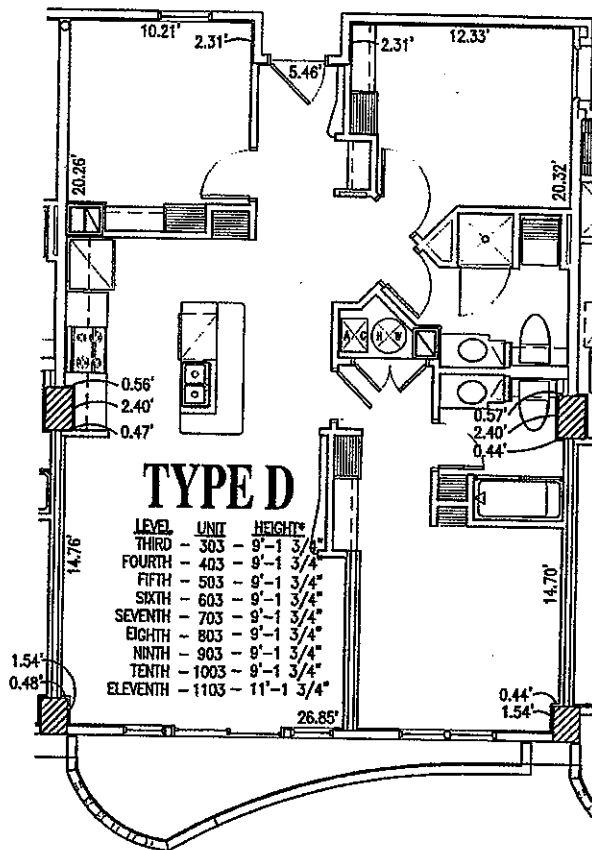 10.21'
2.31'
5.46'
2.31'
12.33'
20.26'
20.32'
A C
H W
0.56'
2.40'
0.47'
0.57'
2.40'
0.44'
TYPE D
LEVEL UNIT HEIGHT*
THIRD - 303 - 9'-1 3/4"
FOURTH - 403 - 9'-1 3/4"
FIFTH - 503 - 9'-1 3/4"
SIXTH - 603 - 9'-1 3/4"
SEVENTH - 703 - 9'-1 3/4"
EIGHTH - 803 - 9'-1 3/4"
NINTH - 903 - 9'-1 3/4"
TENTH - 1003 - 9'-1 3/4"
ELEVENTH - 1103 - 11'-1 3/4"
14.76'
14.70'
1.54'
0.48'
26.85'
0.44'
1.54'